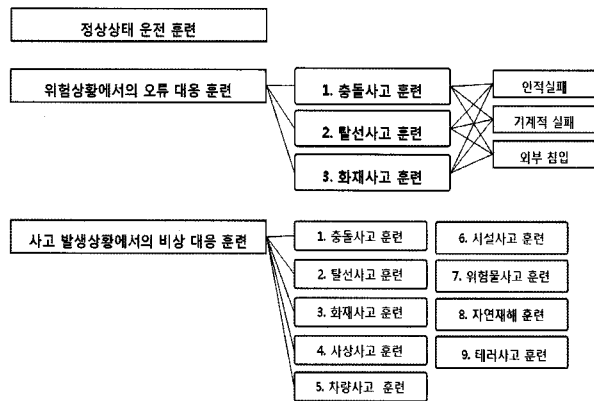 정상상태 운전 훈련
위험상황에서의 오류 대응 훈련
1. 충돌사고 훈련
2. 탈선사고 훈련
3. 화재사고 훈련
인적실패
기계적 실패
외부 침입
사고 발생상황에서의 비상 대응 훈련
1. 충돌사고 훈련
2. 탈선사고 훈련
3. 화재사고 훈련
4. 사상사고 훈련
5. 차량사고 훈련
6. 시설사고 훈련
7. 위험물사고 훈련
8. 자연재해 훈련
9. 테러사고 훈련